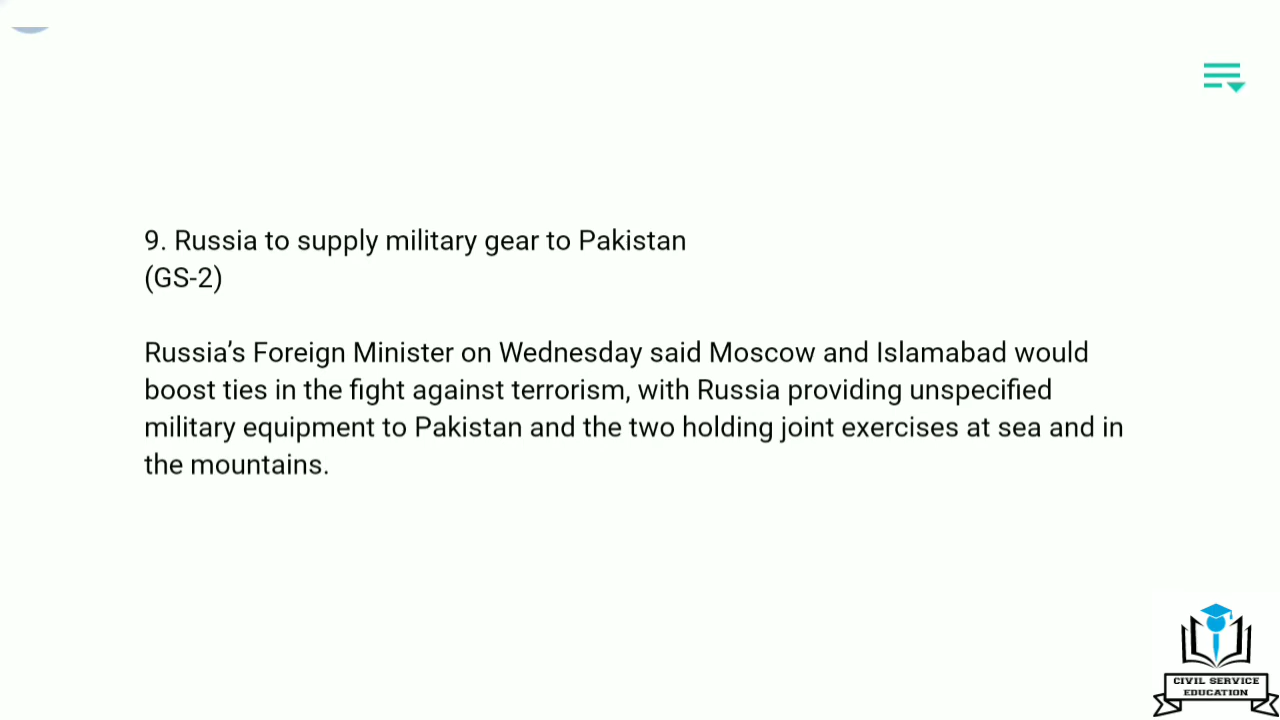 9. Russia to supply military gear to Pakistan
(GS-2)
Russia’s Foreign Minister on Wednesday said Moscow and Islamabad would
boost ties in the fight against terrorism, with Russia providing unspecified
military equipment to Pakistan and the two holding joint exercises at sea and in
the mountains.
CIVIL SERVICE
EDUCATION